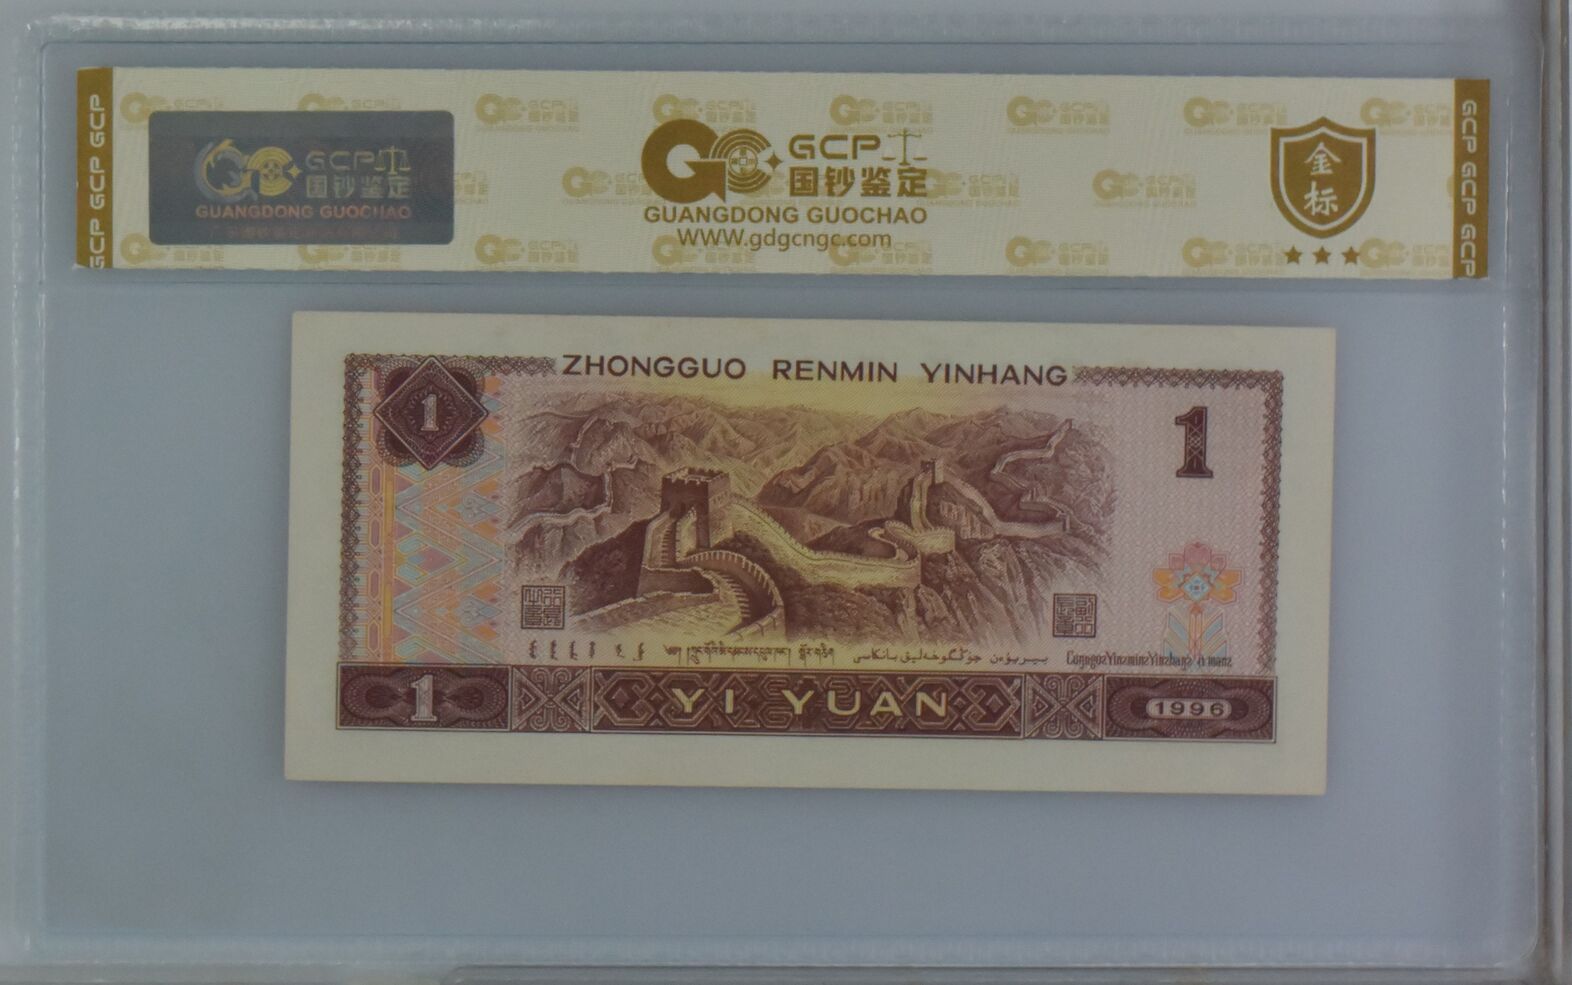 GCP GCP GCP
GCP
国钞鉴定
GUANGDONG GUOCHAO
GCP
国钞鉴定
GUANGDONG GUOCHAO
WWW.gdgcngc.com
金
标
GCP GCP GCP
ZHONGGUO RENMIN YINHANG
1
1
1
YI YUAN
1996